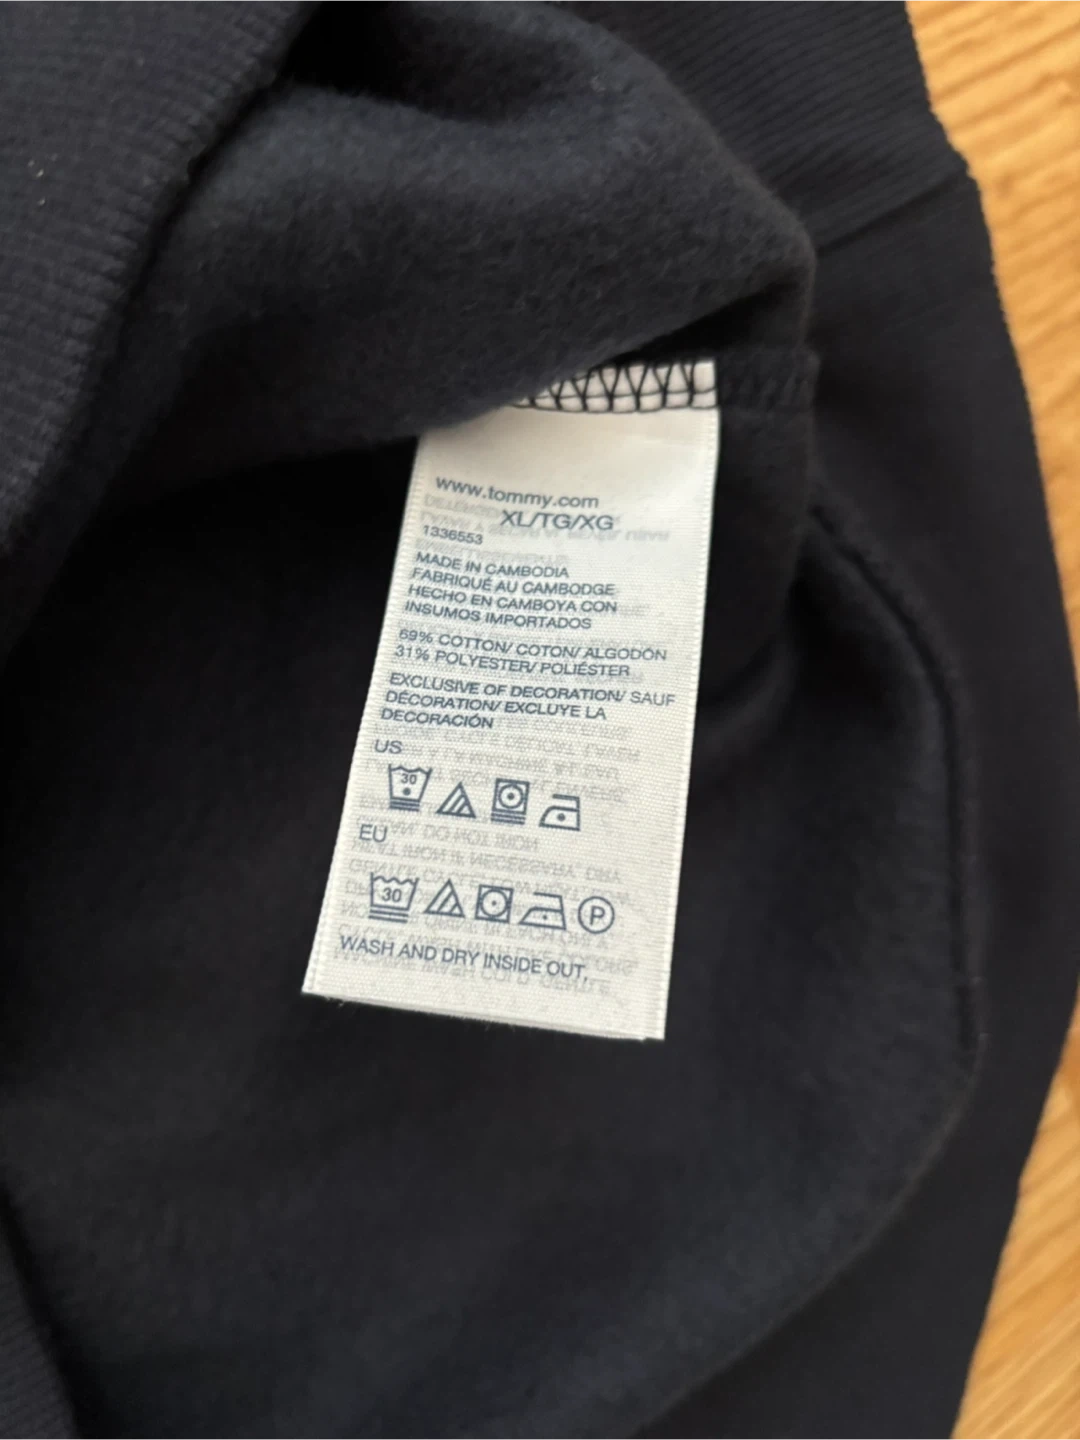 www.tommy.com
XL/TG/XG
1336553
MADE IN CAMBODIA
FABRIQUÉ AU CAMBODGE
HECHO EN CAMBOYA CON
INSUMOS IMPORTADOS
69% COTTON/ COTON/ ALGODÓN
31% POLYESTER/ POLIÉSTER
EXCLUSIVE OF DECORATION/ SAUF
DÉCORATION/ EXCLUYE LA
DECORACIÓN
US
30
EU
30 P
WASH AND DRY INSIDE OUT,